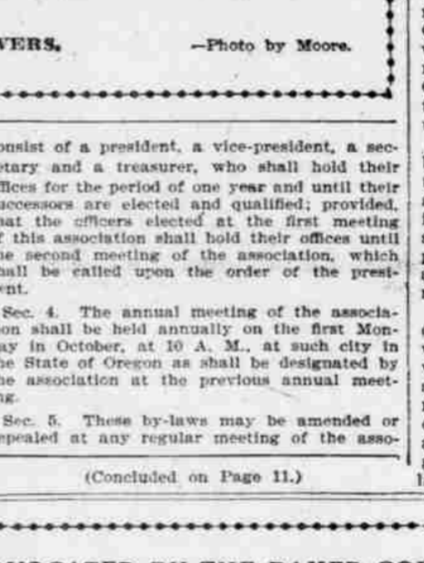 VERS.
—Photo by Moore.
onsist of a president, a vice-president, a sec-
etary and a treasurer, who shall hold their
ffices for the period of one year and until their
uccessors are elected and qualified; provided,
hat the officers elected at the first meeting
f this association shall hold their offices until
he second meeting of the association, which
hall be called upon the order of the presi-
ent.
Sec. 4. The annual meeting of the associa-
on shall be held annually on the first Mon-
ay in October, at 10 A. M., at such city in
he State of Oregon as shall be designated by
he association at the previous annual meet-
ng.
Sec. 5. These by-laws may be amended or
epealed at any regular meeting of the asso-
(Concluded on Page 11.)